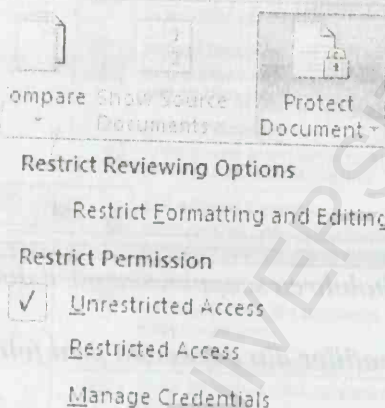 ompare Show Source Documents
Protect Document
Restrict Reviewing Options
Restrict Formatting and Editing
Restrict Permission
Unrestricted Access
Restricted Access
Manage Credentials